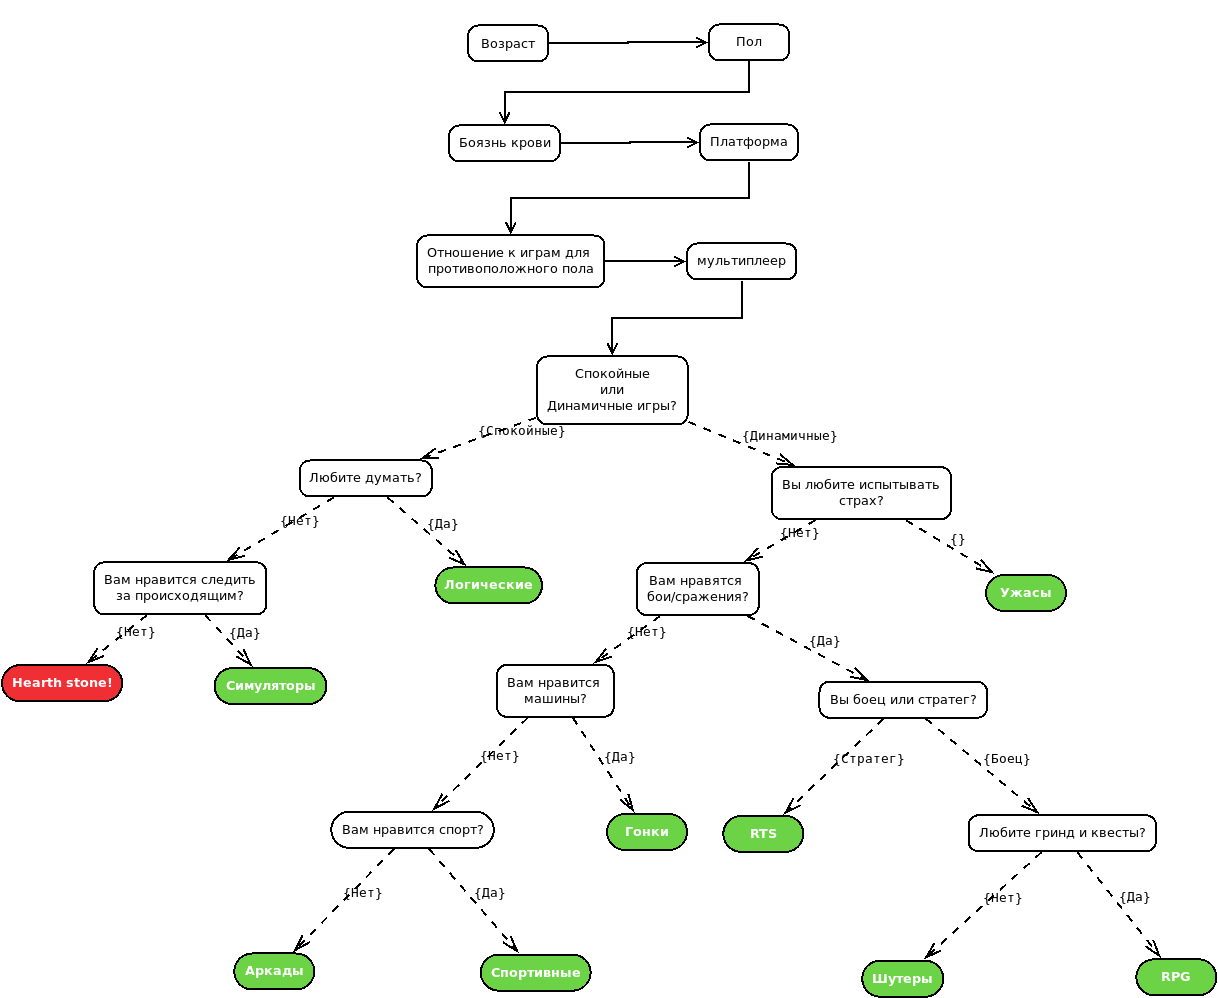 Возраст
Пол
Боязнь крови
Платформа
Отношение к играм для
противоположного пола
мультиплеер
Спокойные
или
Динамичные игры?
{Спокойные}
{Динамичные}
Любите думать?
Вы любите испытывать
страх?
{Нет}
{Да}
{Нет}
{}
Вам нравится следить
за происходящим?
Логические
Вам нравятся
бои/сражения?
Ужасы
{Нет}
{Да}
{Нет}
{Да}
Hearth stone!
Симуляторы
Вам нравится
машины?
Вы боец или стратег?
{Нет}
{Да}
{Стратег}
{Боец}
Вам нравится спорт?
Гонки
RTS
Любите гринд и квесты?
{Нет}
{Да}
{Нет}
{Да}
Аркады
Спортивные
Шутеры
RPG